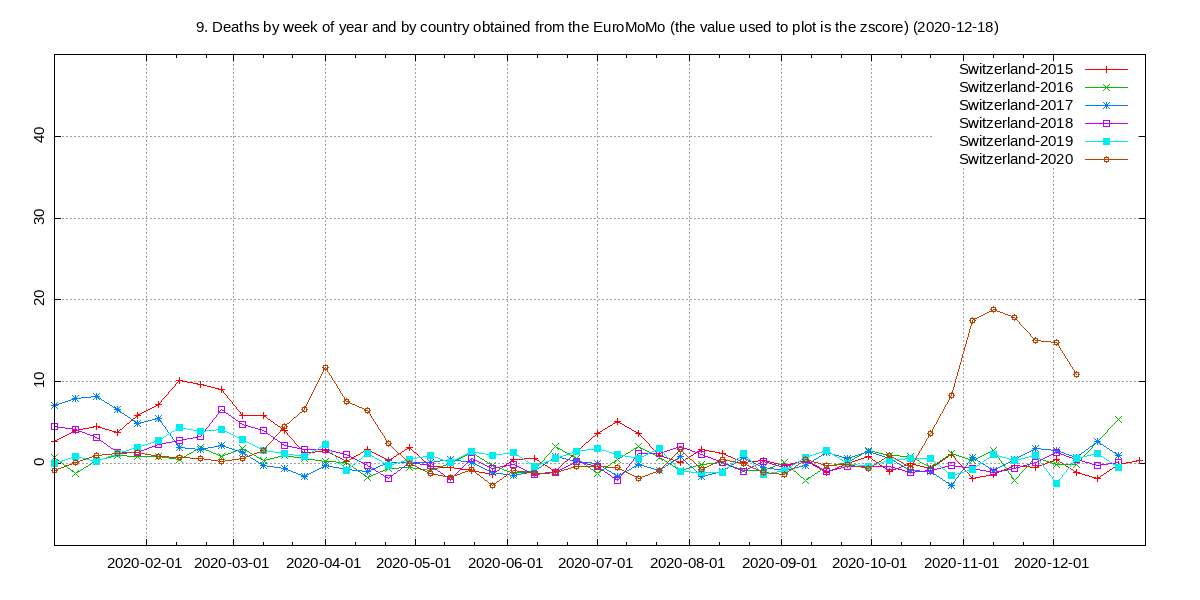 9. Deaths by week of year and by country obtained from the EuroMoMo (the value used to plot is the zscore) (2020-12-18)
Switzerland-2015
Switzerland-2016
Switzerland-2017
Switzerland-2018
Switzerland-2019
Switzerland-2020
40
30
20
10
0
2020-02-01 2020-03-01 2020-04-01 2020-05-01 2020-06-01 2020-07-01 2020-08-01 2020-09-01 2020-10-01 2020-11-01 2020-12-01